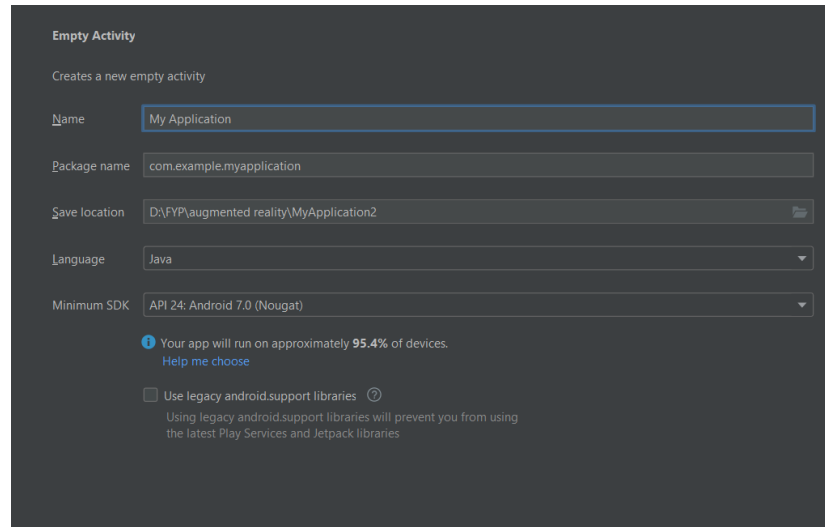 Empty Activity
Creates a new empty activity
Name
My Application
Package name
com.example.myapplication
Save location
D:\FYP\augmented reality\MyApplication2
Language
Java
Minimum SDK
API 24: Android 7.0 (Nougat)
Your app will run on approximately 95.4% of devices.
Help me choose
Use legacy android.support libraries
Using legacy android.support libraries will prevent you from using
the latest Play Services and Jetpack libraries